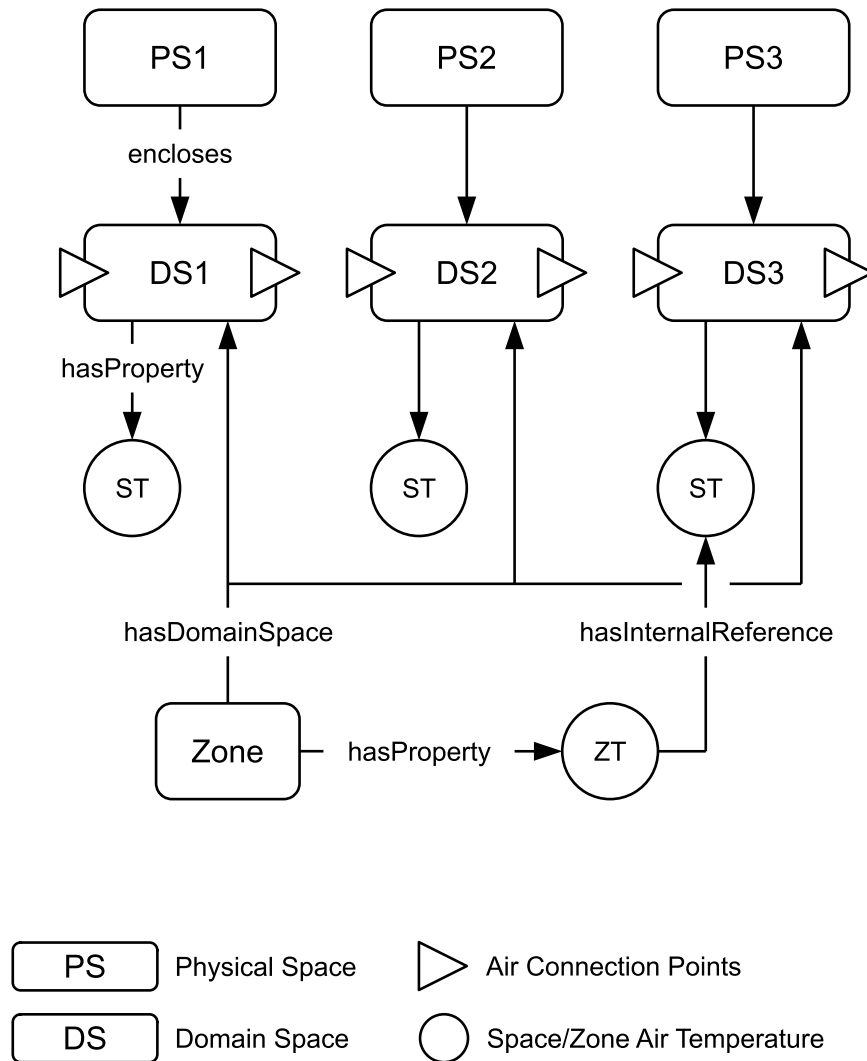 PS1
PS2
PS3
encloses
DS1
DS2
DS3
hasProperty
ST
ST
ST
hasDomainSpace
hasInternalReference
Zone
hasProperty
ZT
PS
Physical Space
Air Connection Points
DS
Domain Space
Space/Zone Air Temperature